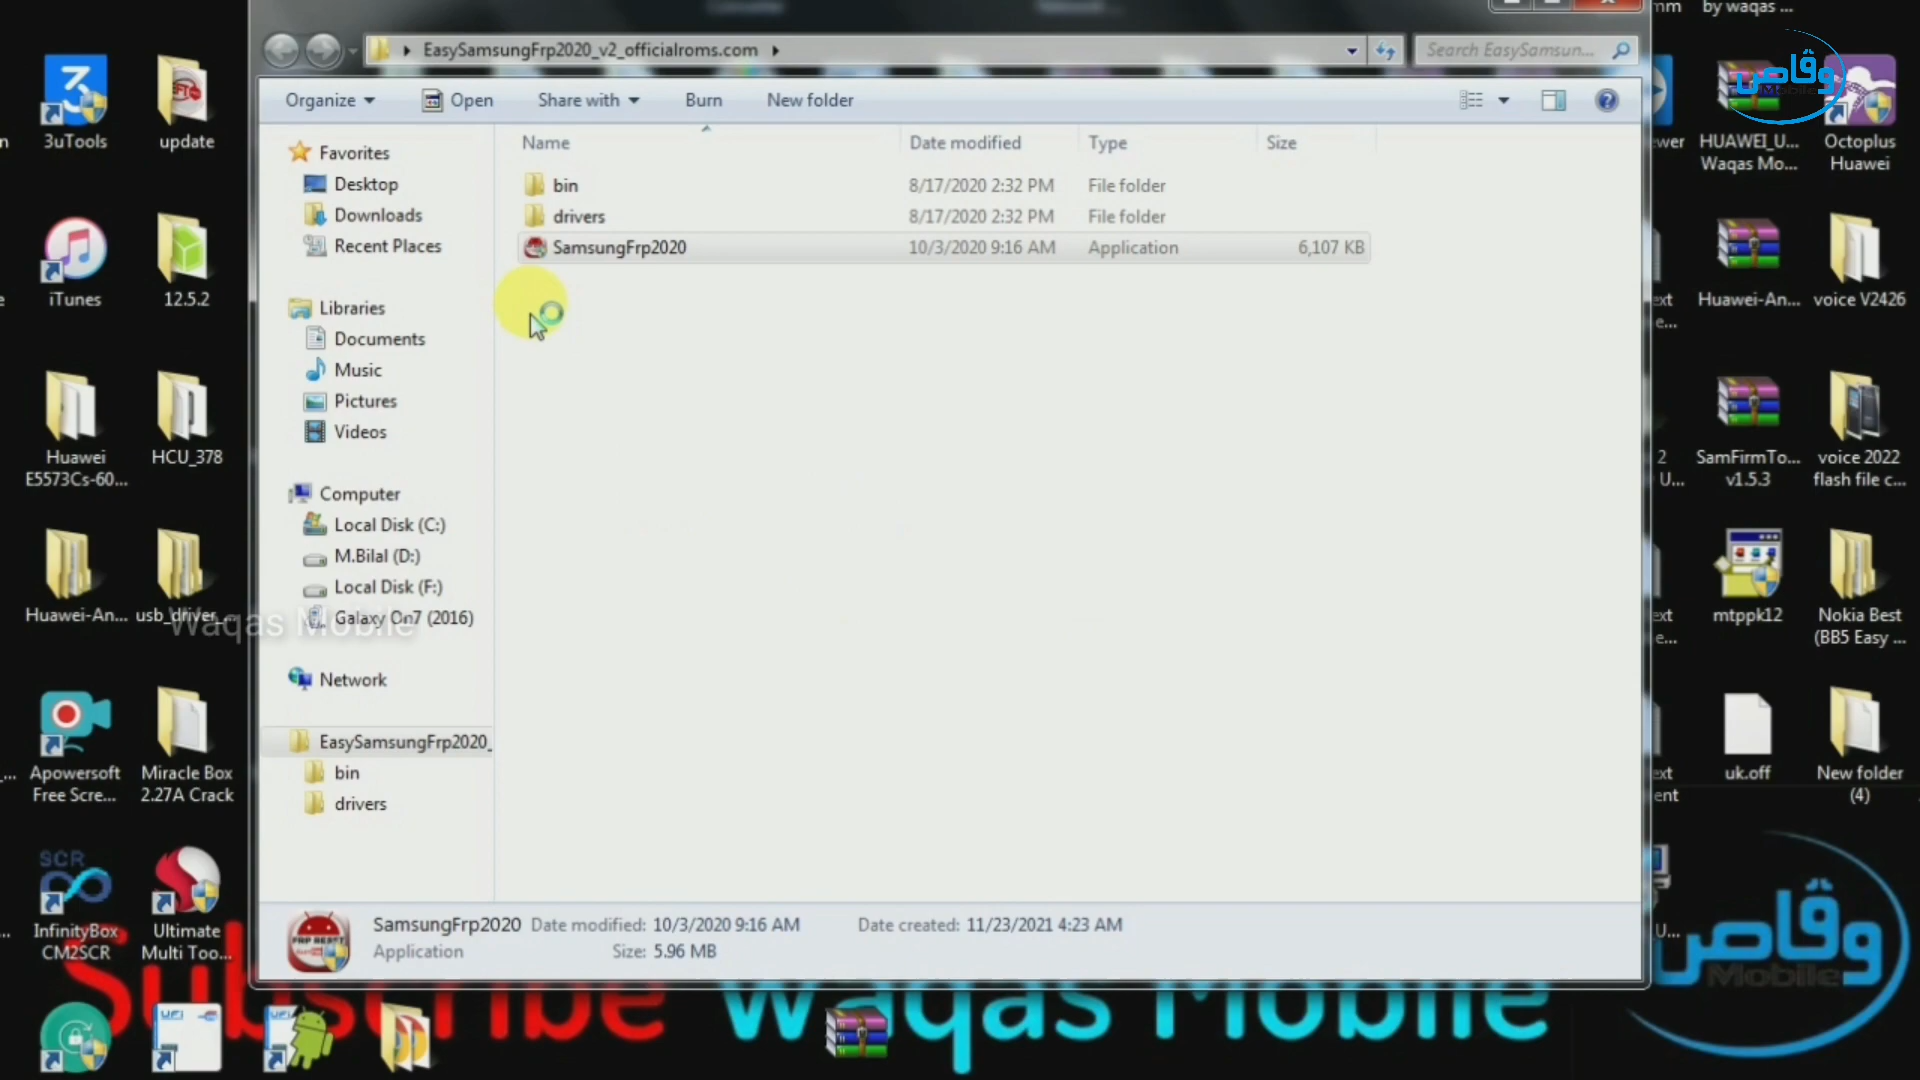 by waqas ...
EasySamsungFrp2020_v2_officialroms.com
Search EasySamsun...
Organize
Open
Share with
Burn
New folder
Name
Date modified
Type
Size
bin
8/17/2020 2:32 PM
File folder
drivers
8/17/2020 2:32 PM
File folder
SamsungFrp2020
10/3/2020 9:16 AM
Application
6,107 KB
Favorites
Desktop
Downloads
Recent Places
Libraries
Documents
Music
Pictures
Videos
Computer
Local Disk (C:)
M.Bilal (D:)
Local Disk (F:)
Galaxy On7 (2016)
Network
EasySamsungFrp2020_
bin
drivers
SamsungFrp2020
Date modified: 10/3/2020 9:16 AM
Date created: 11/23/2021 4:23 AM
Application
Size: 5.96 MB
3uTools
update
iTunes
12.5.2
Huawei
E5573Cs-60...
HCU_378
Huawei-An...
usb_driver_...
Waqas Mobile
Apowersoft
Free Scre...
Miracle Box
2.27A Crack
SCR
InfinityBox
CM2SCR
Ultimate
Multi Too...
وقاص
Mobile
HUAWEI_U...
Waqas Mo...
Octoplus
Huawei
Huawei-An...
voice V2426
SamFirmTo...
v1.5.3
voice 2022
flash file c...
mtppk12
Nokia Best
(BB5 Easy ...
uk.off
New folder
(4)
وقاص
Mobile
Subscribe Waqas Mobile
UFi
UFi